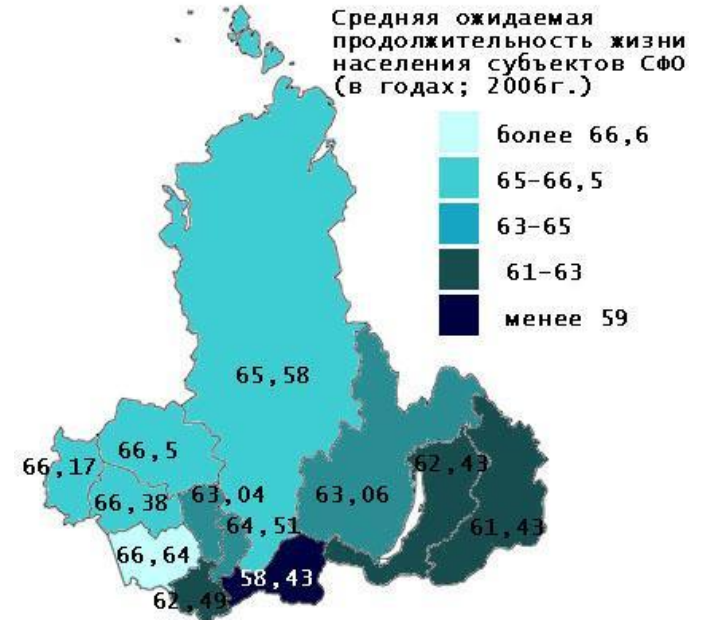 Средняя ожидаемая
продолжительность жизни
населения субъектов СФО
(в годах; 2006г.)
более 66,6
65-66,5
63-65
61-63
менее 59
65,58
66,5
66,17
62,43
66,38
63,04
63,06
64,51
61,43
66,64
58,43
62,49